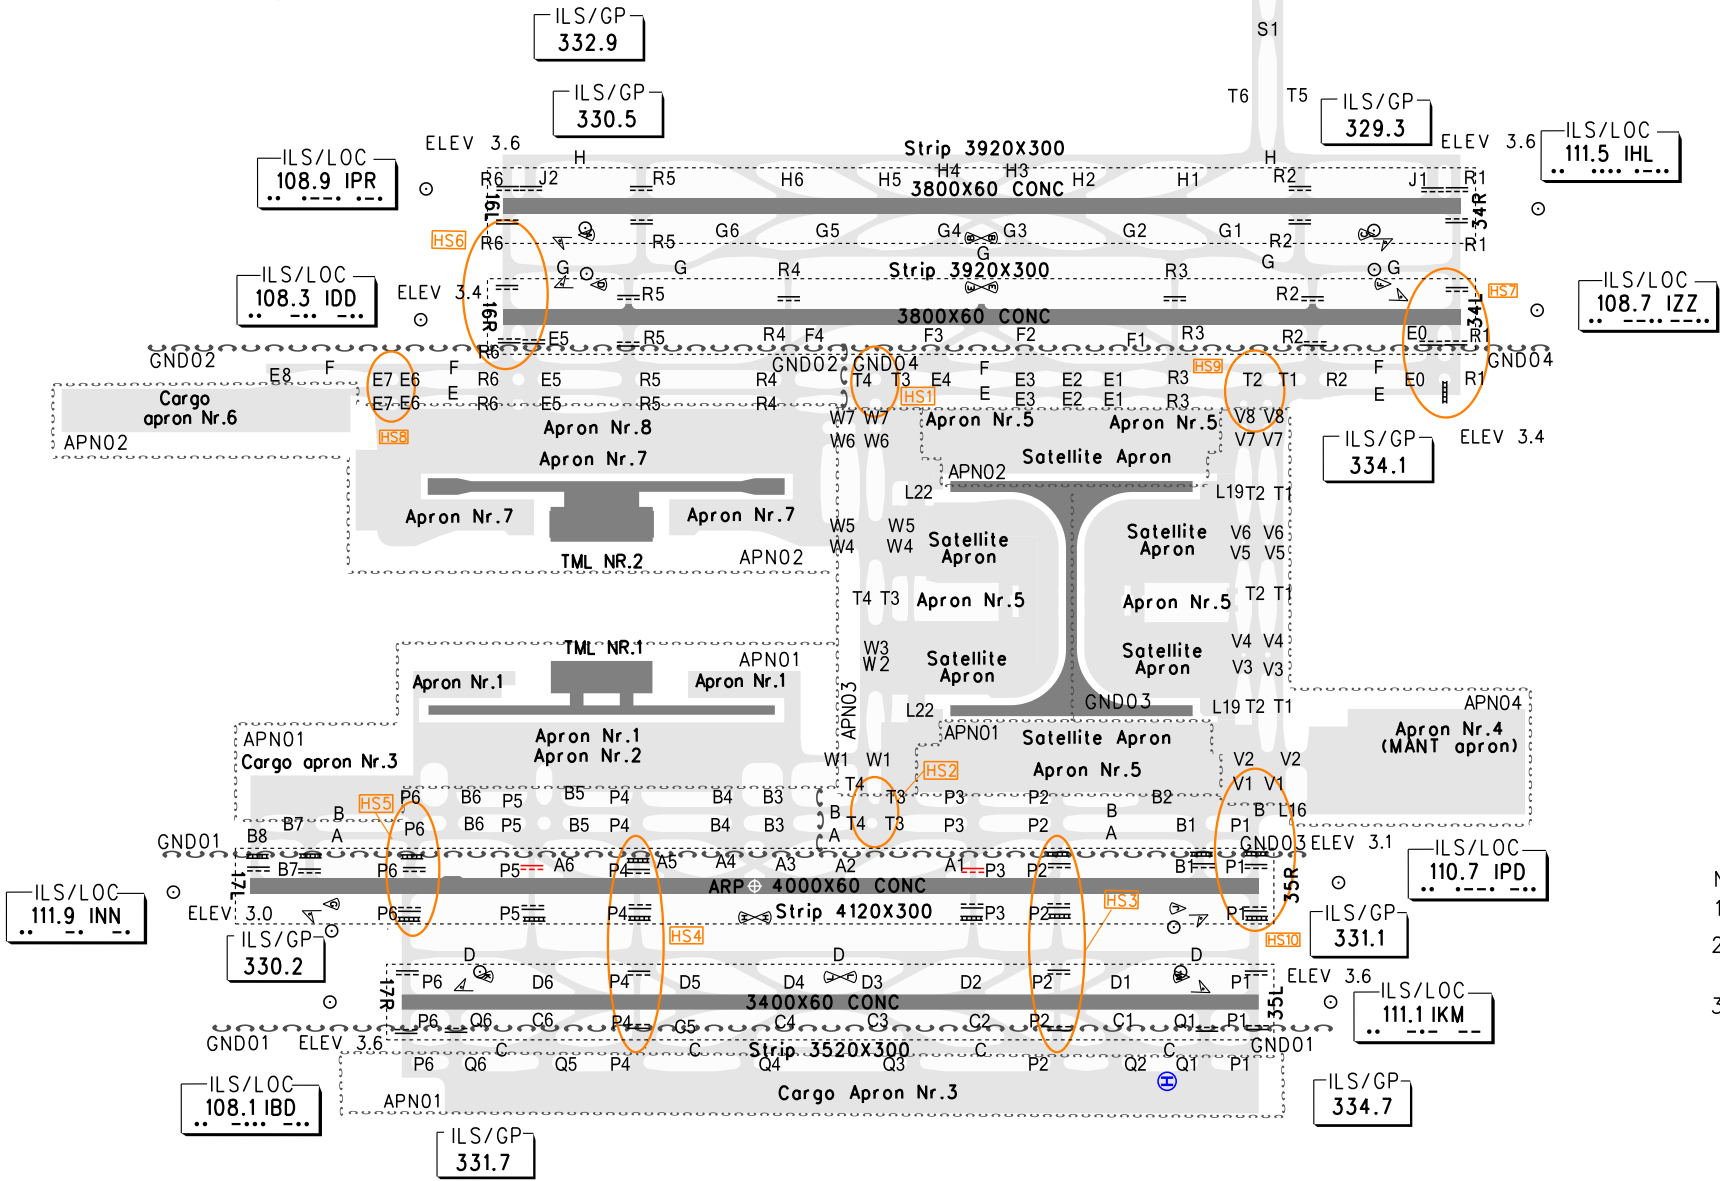 S1
ILS/GP
332.9
ILS/GP
330.5
T6 T5
ILS/GP
329.3
ELEV 3.6
Strip 3920X300
ELEV 3.6
ILS/LOC
111.5 IHL
ILS/LOC
108.9 IPR
H H4 H3 H
R6 J2 R5 H6 H5 3800X60 CONC H2 H1 R2 J1 R1
16L 34R
HS6
R6 R5 G6 G5 G4 G3 G2 G1 R2 R1
G
G G R4 Strip 3920X300 R3 G G
ILS/LOC
108.3 IDD
ELEV 3.4
R5 R2
HS7
ILS/LOC
108.7 IZZ
16R 34L
3800X60 CONC
E5 R5 R4 F4 F3 F2 F1 R3 R2 E0 R1
R6
GND02 GND02 GND04 GND04
E8 F F F HS9 F
E7 E6 R6 E5 R5 R4 T4 T3 E4 E3 E2 E1 R3 T2 T1 R2 E0 R1
E E E
E7 E6 R6 E5 R5 R4 HS1 E3 E2 E1 R3
Cargo
apron Nr.6
APN02
HS8
Apron Nr.8
W7 W7 Apron Nr.5 Apron Nr.5 V8 V8
W6 W6 V7 V7
ELEV 3.4
ILS/GP
334.1
Apron Nr.7 Satellite Apron
APN02
L22 L19 T2 T1
Apron Nr.7 Apron Nr.7
W5 W5 V6 V6
W4 W4 V5 V5
Satellite
Apron
Satellite
Apron
TML NR.2 APN02
T4 T3 Apron Nr.5 Apron Nr.5 T2 T1
TML NR.1 APN01
W3 V4 V4
W2 V3 V3
Satellite
Apron
Satellite
Apron
Apron Nr.1 Apron Nr.1
APN03
L22 GND03 L19 T2 T1
APN04
Apron Nr.4
(MANT apron)
APN01
Cargo apron Nr.3
Apron Nr.1
Apron Nr.2
APN01 Satellite Apron
W1 W1 Apron Nr.5 V2 V2
HS2
T4 V1 V1
HS5
P6 B6 P5 B5 P4 B4 B3 T3 P3 P2 B2
B B B B L16
B7 P6 B6 P5 B5 P4 B4 B3 T4 T3 P3 P2 B1 P1
B8 A A A
GND01 GND03 ELEV 3.1
B7 P6 P5 A6 P4 A5 A4 A3 A2 A1 P3 P2 B1 P1
ILS/LOC
110.7 IPD
17L 35R
ARP 4000X60 CONC
ILS/LOC
111.9 INN
ELEV 3.0
P6 P5 P4 Strip 4120X300 P3 P2 P1
HS3
HS4
HS10
ILS/GP
331.1
ILS/GP
330.2
D D D
P6 D6 P4 D5 D4 D3 D2 P2 D1 P1
ELEV 3.6
17R 35L
3400X60 CONC
ILS/LOC
111.1 IKM
P6 Q6 C6 P4 C5 C4 C3 C2 P2 C1 Q1 P1
GND01 ELEV 3.6 GND01
C C Strip 3520X300 C C
P6 Q6 Q5 P4 Q4 Q3 P2 Q2 Q1 P1
H
ILS/LOC
108.1 IBD
APN01
Cargo Apron Nr.3
ILS/GP
334.7
ILS/GP
331.7
N
1
2
3